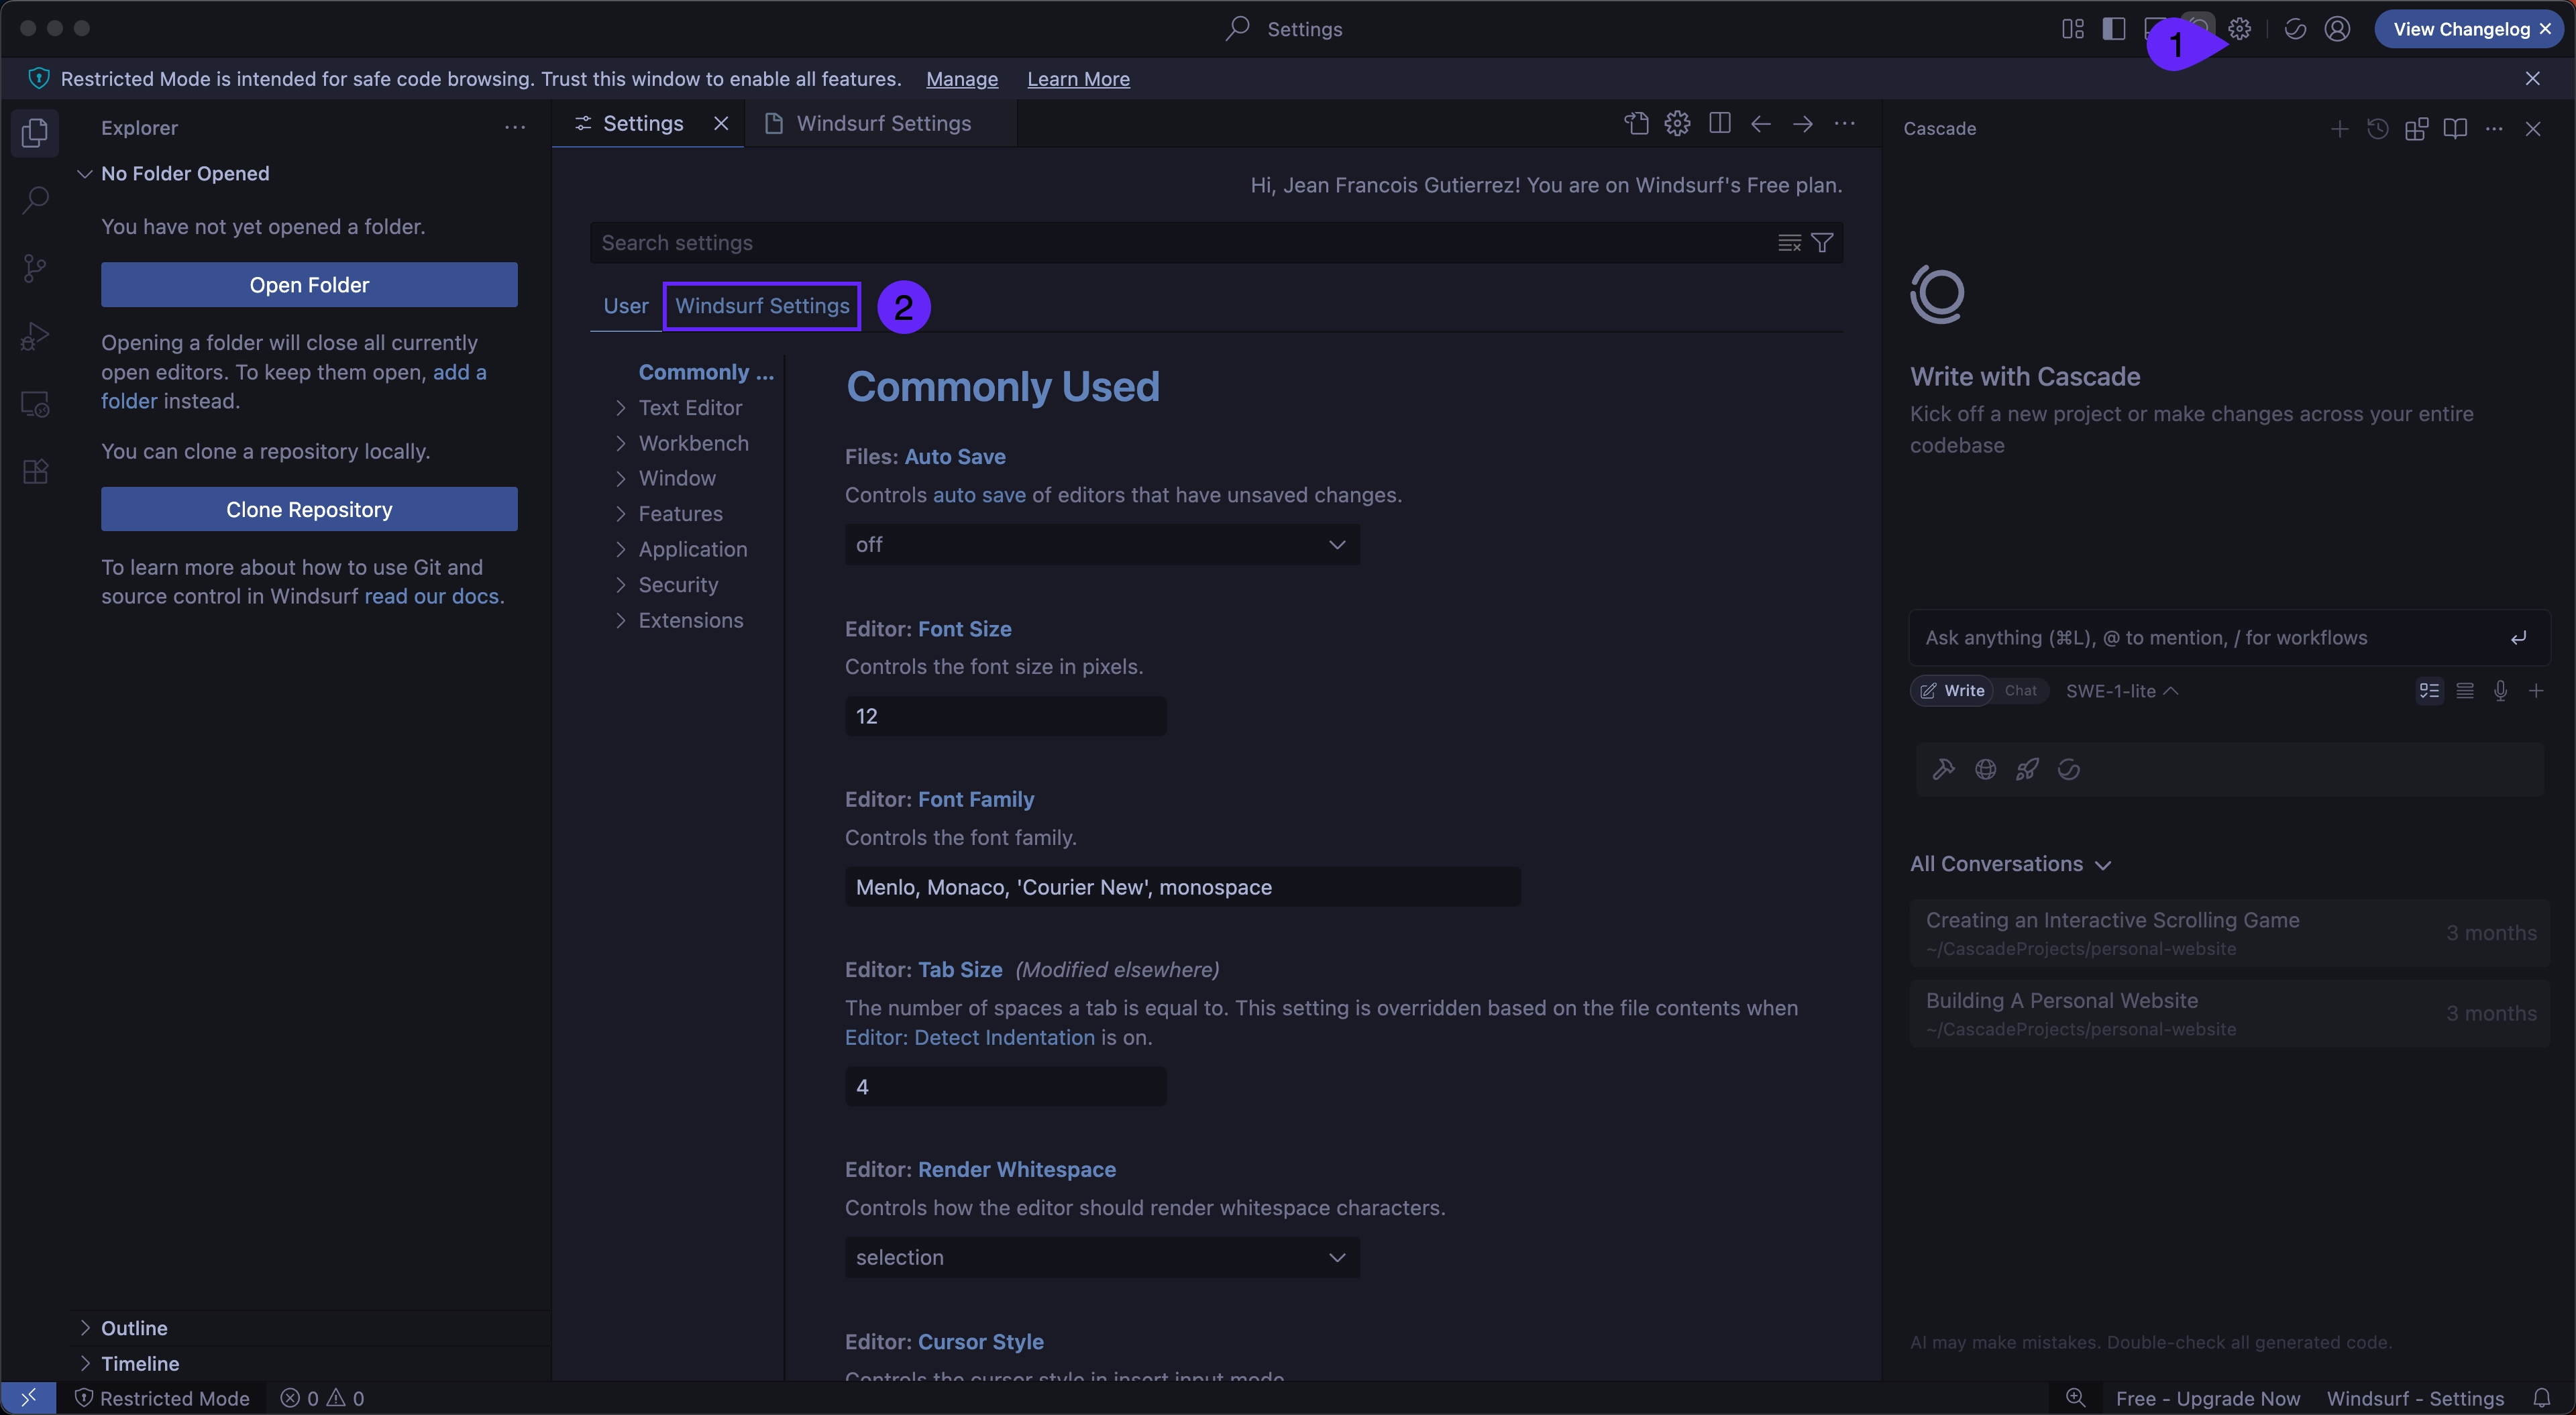 Settings
1
View Changelog
Restricted Mode is intended for safe code browsing. Trust this window to enable all features. Manage Learn More
Explorer
No Folder Opened
You have not yet opened a folder.
Open Folder
Opening a folder will close all currently
open editors. To keep them open, add a
folder instead.
You can clone a repository locally.
Clone Repository
To learn more about how to use Git and
source control in Windsurf read our docs.
Outline
Timeline
Settings
Windsurf Settings
Hi, Jean Francois Gutierrez! You are on Windsurf's Free plan.
Search settings
User
Windsurf Settings
2
Commonly ...
Text Editor
Workbench
Window
Features
Application
Security
Extensions
Commonly Used
Files: Auto Save
Controls auto save of editors that have unsaved changes.
off
Editor: Font Size
Controls the font size in pixels.
12
Editor: Font Family
Controls the font family.
Menlo, Monaco, 'Courier New', monospace
Editor: Tab Size (Modified elsewhere)
The number of spaces a tab is equal to. This setting is overridden based on the file contents when
Editor: Detect Indentation is on.
4
Editor: Render Whitespace
Controls how the editor should render whitespace characters.
selection
Editor: Cursor Style
Controls the cursor style in insert input mode.
Cascade
Write with Cascade
Kick off a new project or make changes across your entire
codebase
Ask anything (⌘L), @ to mention, / for workflows
Write
Chat
SWE-1-lite
All Conversations
Creating an Interactive Scrolling Game
~/CascadeProjects/personal-website
3 months
Building A Personal Website
~/CascadeProjects/personal-website
3 months
AI may make mistakes. Double-check all generated code.
Restricted Mode
0
0
Free - Upgrade Now
Windsurf - Settings